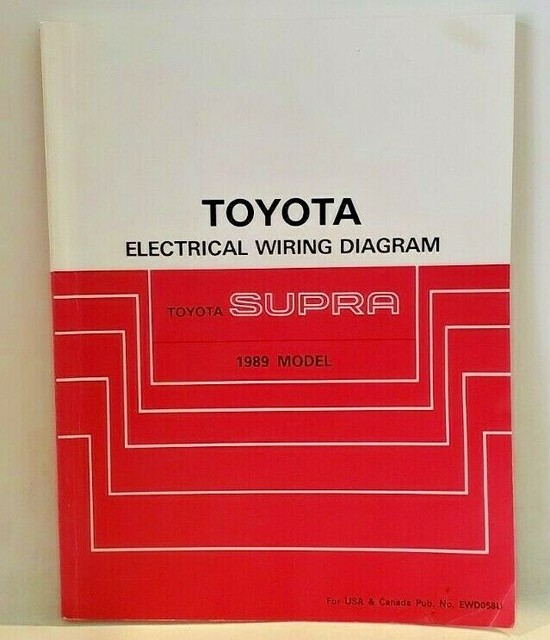 TOYOTA
ELECTRICAL WIRING DIAGRAM
TOYOTA SUPRA
1989 MODEL
For USA & Canada Pub. No. EWD058U